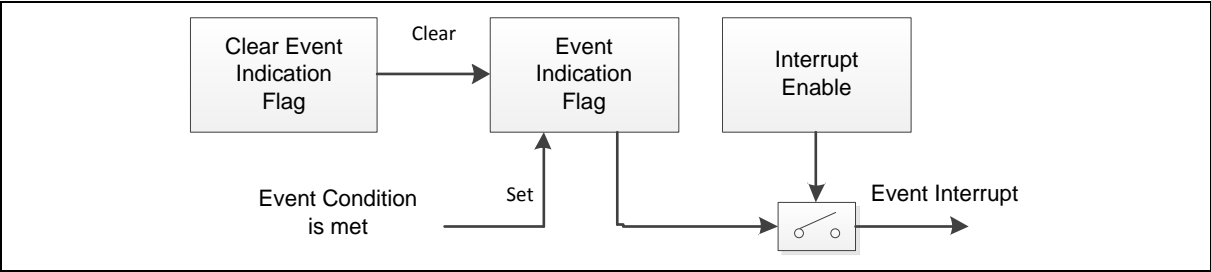 Clear Event
Indication
Flag
Clear
Event
Indication
Flag
Interrupt
Enable
Event Condition
is met
Set
Event Interrupt